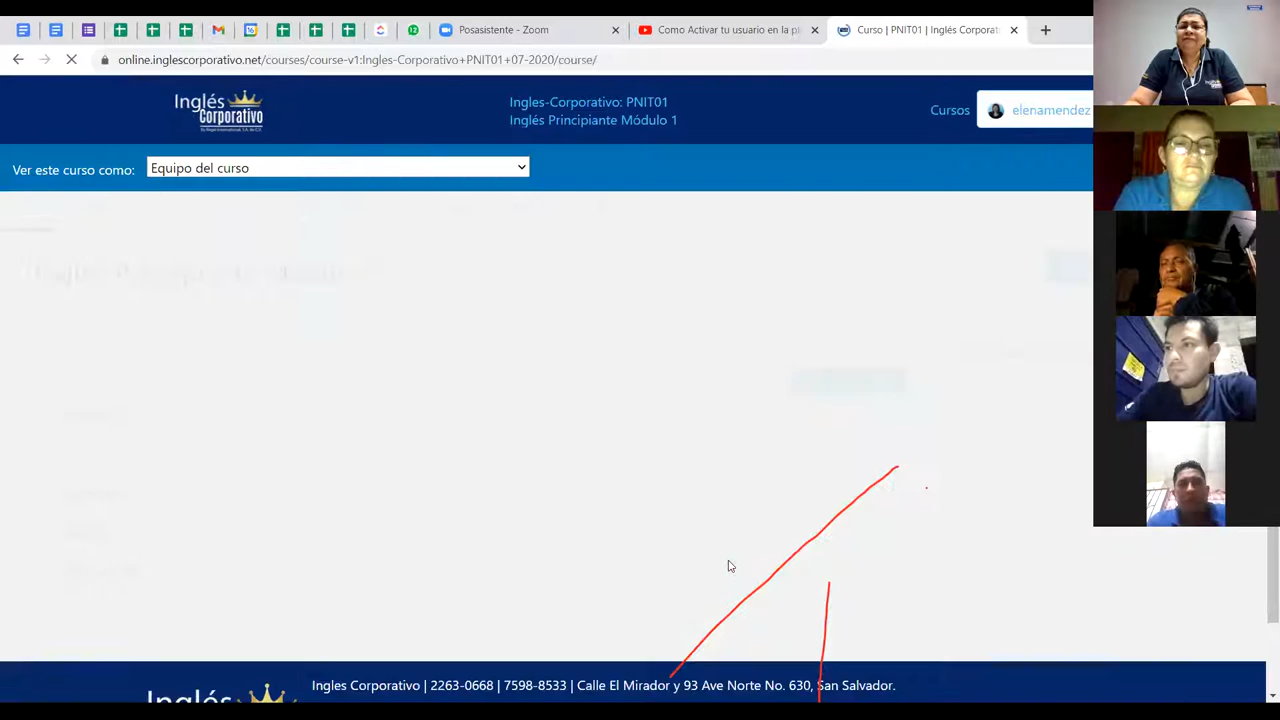 12
Posasistente - Zoom
Como Activar tu usuario en la pl
Curso | PNIT01 | Inglés Corporat
online.inglescorporativo.net/courses/course-v1:Ingles-Corporativo+PNIT01+07-2020/course/
Inglés
Corporativo
Ingles-Corporativo: PNIT01
Inglés Principiante Módulo 1
Cursos
elenamendez
Ver este curso como:
Equipo del curso
Inglés
Ingles Corporativo | 2263-0668 | 7598-8533 | Calle El Mirador y 93 Ave Norte No. 630, San Salvador.